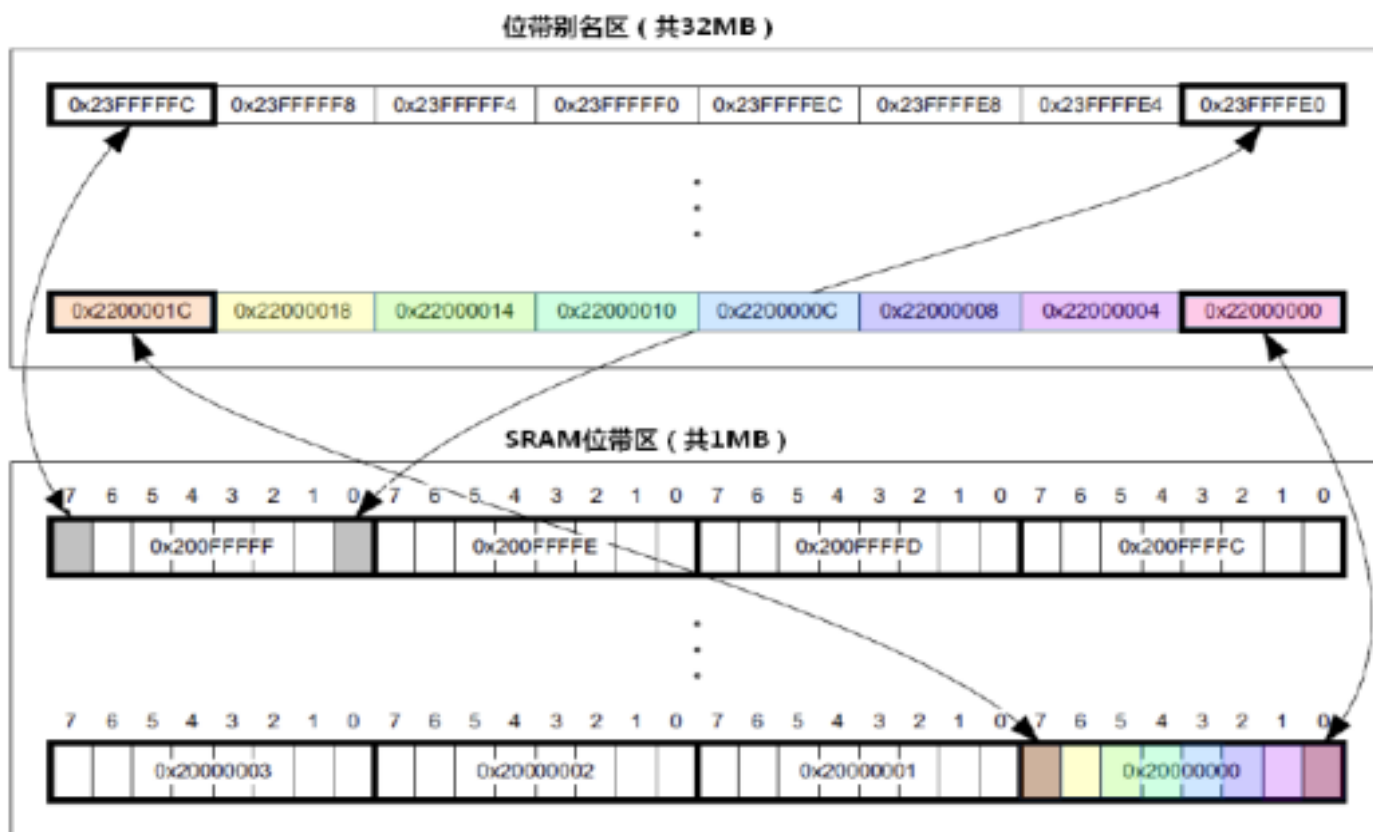 位带别名区（共32MB）
0x23FFFFFC 0x23FFFFF8 0x23FFFFF4 0x23FFFFF0 0x23FFFFEC 0x23FFFFE8 0x23FFFFE4 0x23FFFFE0
0x2200001C 0x22000018 0x22000014 0x22000010 0x2200000C 0x22000008 0x22000004 0x22000000
SRAM位带区（共1MB）
7 6 5 4 3 2 1 0 7 6 5 4 3 2 1 0 7 6 5 4 3 2 1 0 7 6 5 4 3 2 1 0
0x200FFFFF 0x200FFFFE 0x200FFFFD 0x200FFFFC
7 6 5 4 3 2 1 0 7 6 5 4 3 2 1 0 7 6 5 4 3 2 1 0 7 6 5 4 3 2 1 0
0x20000003 0x20000002 0x20000001 0x20000000